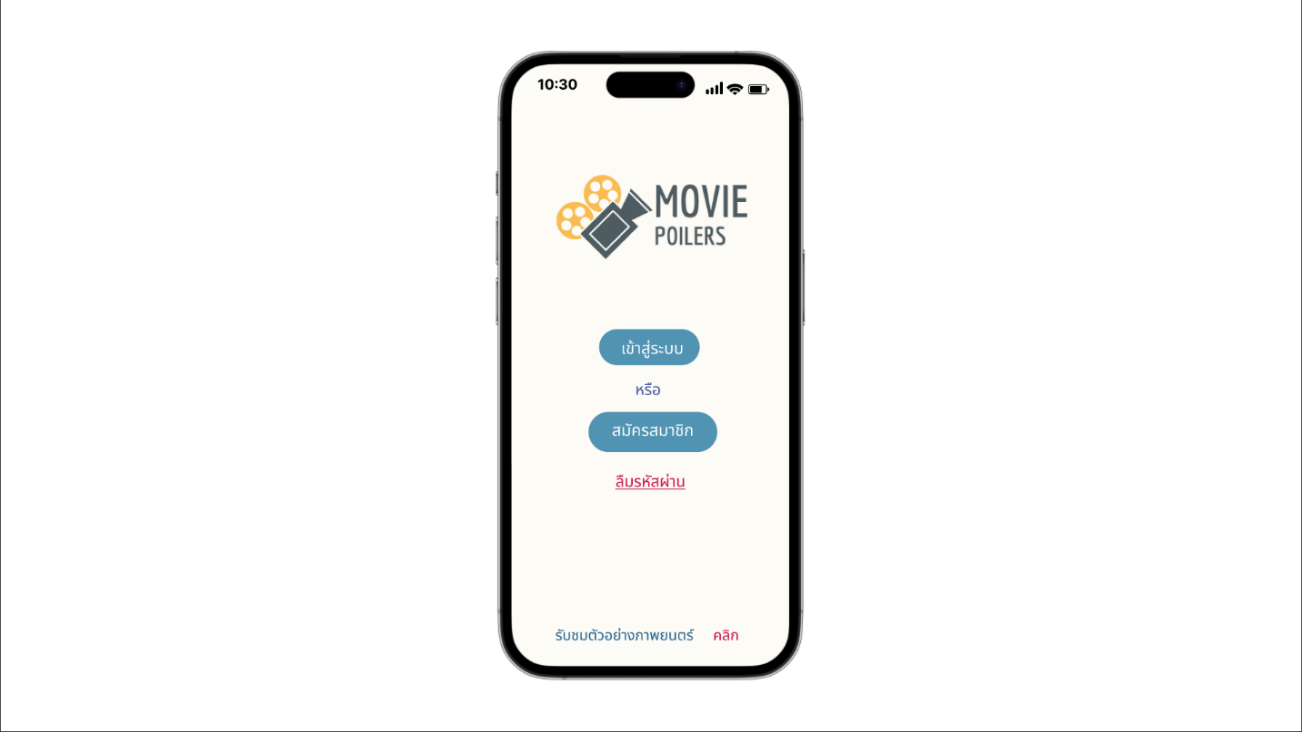 10:30
MOVIE
POILERS
เข้าสู่ระบบ
หรือ
สมัครสมาชิก
ลืมรหัสผ่าน
รับชมตัวอย่างภาพยนตร์ คลิก